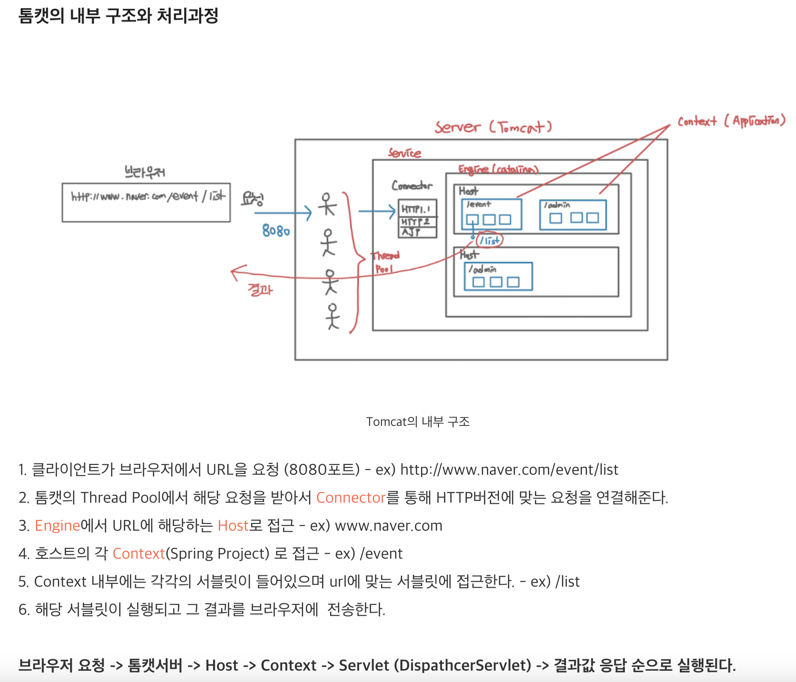 톰캣의 내부 구조와 처리과정
Server (Tomcat)
Context (Application)
Service
브라우저
Engine (catalina)
Connector
Host
http://www.naver.com/event/list
요청
/event
/admin
HTTP1.1
HTTP2
AJP
8080
/list
Thread
Pool
Host
/admin
결과
Tomcat의 내부 구조
1. 클라이언트가 브라우저에서 URL을 요청 (8080포트) - ex) http://www.naver.com/event/list
2. 톰캣의 Thread Pool에서 해당 요청을 받아서 Connector를 통해 HTTP버전에 맞는 요청을 연결해준다.
3. Engine에서 URL에 해당하는 Host로 접근 - ex) www.naver.com
4. 호스트의 각 Context(Spring Project) 로 접근 - ex) /event
5. Context 내부에는 각각의 서블릿이 들어있으며 url에 맞는 서블릿에 접근한다. - ex) /list
6. 해당 서블릿이 실행되고 그 결과를 브라우저에 전송한다.
브라우저 요청 -> 톰캣서버 -> Host -> Context -> Servlet (DispathcerServlet) -> 결과값 응답 순으로 실행된다.